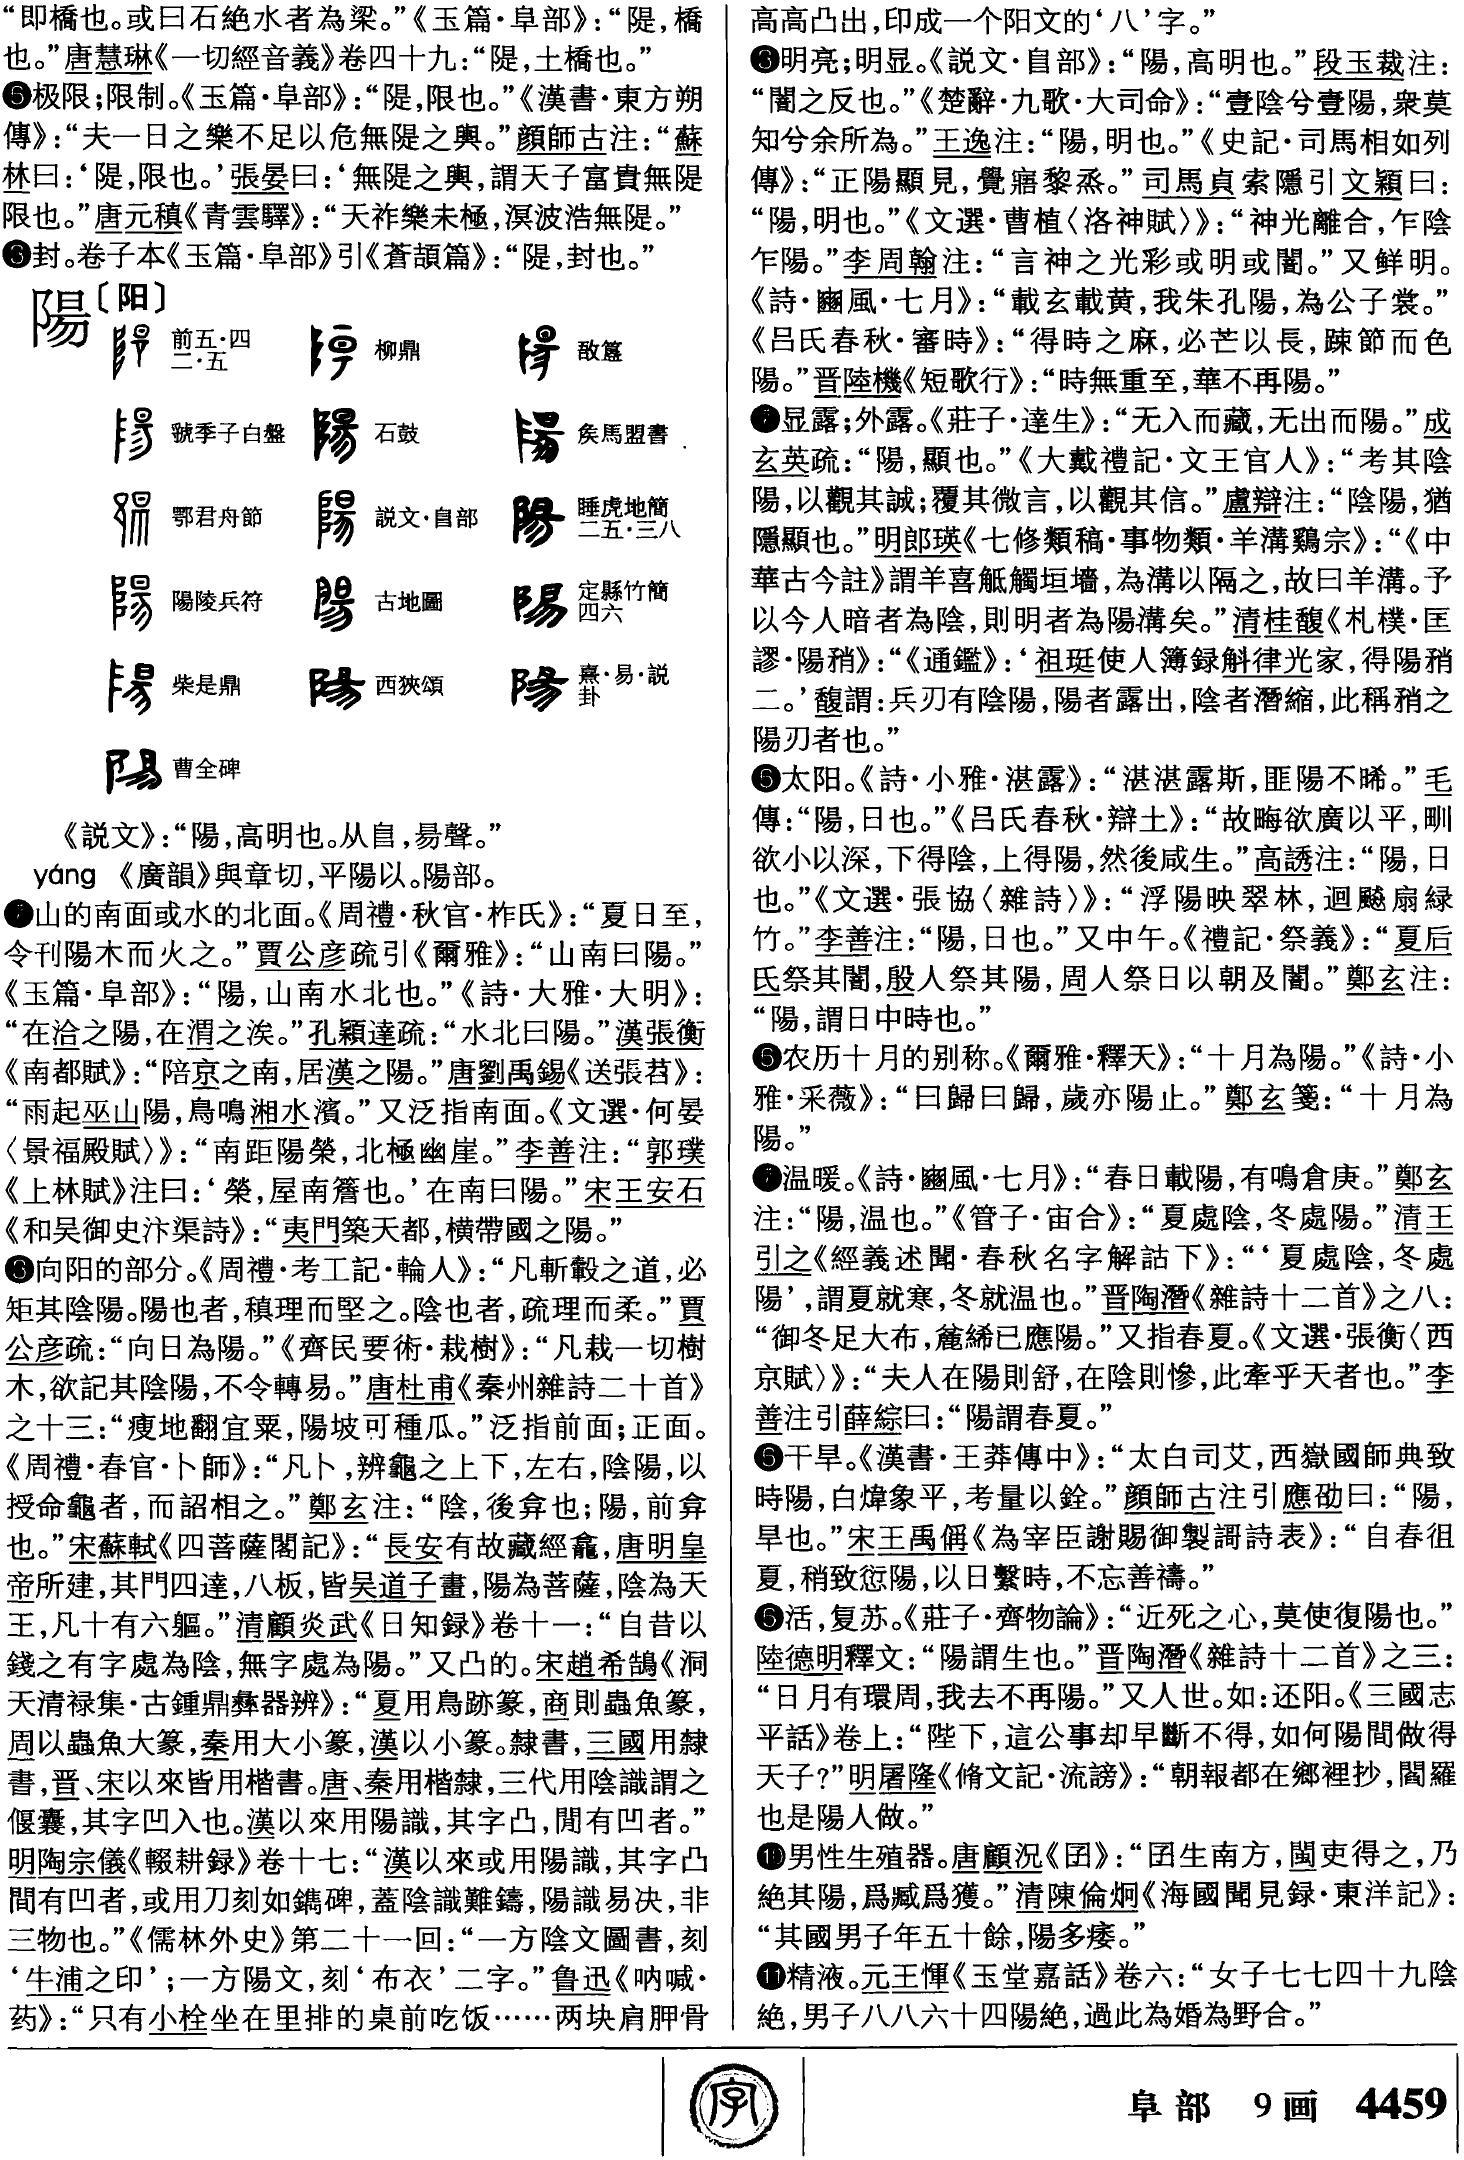 “即橋也。或曰石絶水者為梁。”《玉篇·阜部》：“隄，橋
也。”唐慧琳《一切經音義》卷四十九：“隄，土橋也。”
❺极限；限制。《玉篇·阜部》：“隄，限也。”《漢書·東方朔
傳》：“夫一日之樂不足以危無隄之輿。”顔師古注：“蘇
林曰：‘隄，限也。’張晏曰：‘無隄之輿，謂天子富貴無隄
限也。”唐元稹《青雲驛》：“天祚樂未極，溟波浩無隄。”
封。卷子本《玉篇·阜部》引《蒼頡篇》：“隄，封也。”
陽〔阳〕
前五·四二·五 柳鼎 敔簋
虢季子白盤 石鼓 矦馬盟書
鄂君舟節 説文·𨸏部 睡虎地簡二五·三八
陽陵兵符 古地圖 定縣竹簡四六
柴是鼎 西狹頌 熹·易·説卦
曹全碑
《説文》：“陽，高明也。从𨸏，昜聲。”
yáng 《廣韻》與章切，平陽以。陽部。
山的南面或水的北面。《周禮·秋官·柞氏》：“夏日至，
令刊陽木而火之。”賈公彦疏引《爾雅》：“山南曰陽。”
《玉篇·阜部》：“陽，山南水北也。”《詩·大雅·大明》：
“在洽之陽，在渭之涘。”孔穎達疏：“水北曰陽。”漢張衡
《南都賦》：“陪京之南，居漢之陽。”唐劉禹錫《送張苕》：
“雨起巫山陽，鳥鳴湘水濱。”又泛指南面。《文選·何晏
〈景福殿賦〉》：“南距陽榮，北極幽崖。”李善注：“郭璞
《上林賦》注曰：‘榮，屋南簷也。’在南曰陽。”宋王安石
《和吴御史汴渠詩》：“夷門築天都，横帶國之陽。”
向阳的部分。《周禮·考工記·輪人》：“凡斬轂之道，必
矩其陰陽。陽也者，稹理而堅之。陰也者，疏理而柔。”賈
公彦疏：“向日為陽。”《齊民要術·栽樹》：“凡栽一切樹
木，欲記其陰陽，不令轉易。”唐杜甫《秦州雜詩二十首》
之十三：“瘦地翻宜粟，陽坡可種瓜。”泛指前面；正面。
《周禮·春官·卜師》：“凡卜，辨龜之上下，左右，陰陽，以
授命龜者，而詔相之。”鄭玄注：“陰，後弇也；陽，前弇
也。”宋蘇軾《四菩薩閣記》：“長安有故藏經龕，唐明皇
帝所建，其門四達，八板，皆吴道子畫，陽為菩薩，陰為天
王，凡十有六軀。”清顧炎武《日知録》卷十一：“自昔以
錢之有字處為陰，無字處為陽。”又凸的。宋趙希鵠《洞
天清禄集·古鍾鼎彝器辨》：“夏用鳥跡篆，商則蟲魚篆，
周以蟲魚大篆，秦用大小篆，漢以小篆。隸書，三國用隸
書，晋、宋以來皆用楷書。唐、秦用楷隸，三代用陰識謂之
偃囊，其字凹入也。漢以來用陽識，其字凸，閒有凹者。”
明陶宗儀《輟耕録》卷十七：“漢以來或用陽識，其字凸
間有凹者，或用刀刻如鐫碑，蓋陰識難鑄，陽識易决，非
三物也。”《儒林外史》第二十一回：“一方陰文圖書，刻
‘牛浦之印’；一方陽文，刻‘布衣’二字。”鲁迅《呐喊·
药》：“只有小栓坐在里排的桌前吃饭……两块肩胛骨
高高凸出，印成一个阳文的‘八’字。”
明亮；明显。《説文·𨸏部》：“陽，高明也。”段玉裁注：
“闇之反也。”《楚辭·九歌·大司命》：“壹陰兮壹陽，衆莫
知兮余所為。”王逸注：“陽，明也。”《史記·司馬相如列
傳》：“正陽顯見，覺寤黎烝。”司馬貞索隱引文穎曰：
“陽，明也。”《文選·曹植〈洛神賦〉》：“神光離合，乍陰
乍陽。”李周翰注：“言神之光彩或明或闇。”又鲜明。
《詩·豳風·七月》：“載玄載黄，我朱孔陽，為公子裳。”
《吕氏春秋·審時》：“得時之麻，必芒以長，疎節而色
陽。”晋陸機《短歌行》：“時無重至，華不再陽。”
显露；外露。《莊子·達生》：“无入而藏，无出而陽。”成
玄英疏：“陽，顯也。”《大戴禮記·文王官人》：“考其陰
陽，以觀其誠；覆其微言，以觀其信。”盧辯注：“陰陽，猶
隱顯也。”明郎瑛《七修類稿·事物類·羊溝鷄宗》：“《中
華古今註》謂羊喜觝觸垣墻，為溝以隔之，故曰羊溝。予
以今人暗者為陰，則明者為陽溝矣。”清桂馥《札樸·匡
謬·陽矟》：“《通鑑》：‘祖珽使人簿録斛律光家，得陽矟
二。’馥謂：兵刃有陰陽，陽者露出，陰者潛縮，此稱矟之
陽刃者也。”
太阳。《詩·小雅·湛露》：“湛湛露斯，匪陽不晞。”毛
傳：“陽，日也。”《吕氏春秋·辯土》：“故畮欲廣以平，甽
欲小以深，下得陰，上得陽，然後咸生。”高誘注：“陽，日
也。”《文選·張協〈雜詩〉》：“浮陽映翠林，迴飈扇緑
竹。”李善注：“陽，日也。”又中午。《禮記·祭義》：“夏后
氏祭其闇，殷人祭其陽，周人祭日以朝及闇。”鄭玄注：
“陽，謂日中時也。”
农历十月的别称。《爾雅·釋天》：“十月為陽。”《詩·小
雅·采薇》：“曰歸曰歸，歲亦陽止。”鄭玄箋：“十月為
陽。”
❼温暖。《詩·豳風·七月》：“春日載陽，有鳴倉庚。”鄭玄
注：“陽，温也。”《管子·宙合》：“夏處陰，冬處陽。”清王
引之《經義述聞·春秋名字解詁下》：“‘夏處陰，冬處
陽’，謂夏就寒，冬就温也。”晋陶潛《雜詩十二首》之八：
“御冬足大布，麄絺已應陽。”又指春夏。《文選·張衡〈西
京賦〉》：“夫人在陽則舒，在陰則慘，此牽乎天者也。”李
善注引薛綜曰：“陽謂春夏。”
干旱。《漢書·王莽傳中》：“太白司艾，西嶽國師典致
時陽，白煒象平，考量以銓。”顔師古注引應劭曰：“陽，
旱也。”宋王禹偁《為宰臣謝賜御製謌詩表》：“自春徂
夏，稍致愆陽，以日繫時，不忘善禱。”
活，复苏。《莊子·齊物論》：“近死之心，莫使復陽也。”
陸德明釋文：“陽謂生也。”晋陶潛《雜詩十二首》之三：
“日月有環周，我去不再陽。”又人世。如：还阳。《三國志
平話》卷上：“陛下，這公事却早斷不得，如何陽間做得
天子？”明屠隆《脩文記·流謗》：“朝報都在鄉裡抄，閻羅
也是陽人做。”
❿男性生殖器。唐顧況《囝》：“囝生南方，閩吏得之，乃
絶其陽，爲臧爲獲。”清陳倫炯《海國聞見録·東洋記》：
“其國男子年五十餘，陽多痿。”
⓫精液。元王惲《玉堂嘉話》卷六：“女子七七四十九陰
絶，男子八八六十四陽絶，過此為婚為野合。”
字
阜部 9画 4459